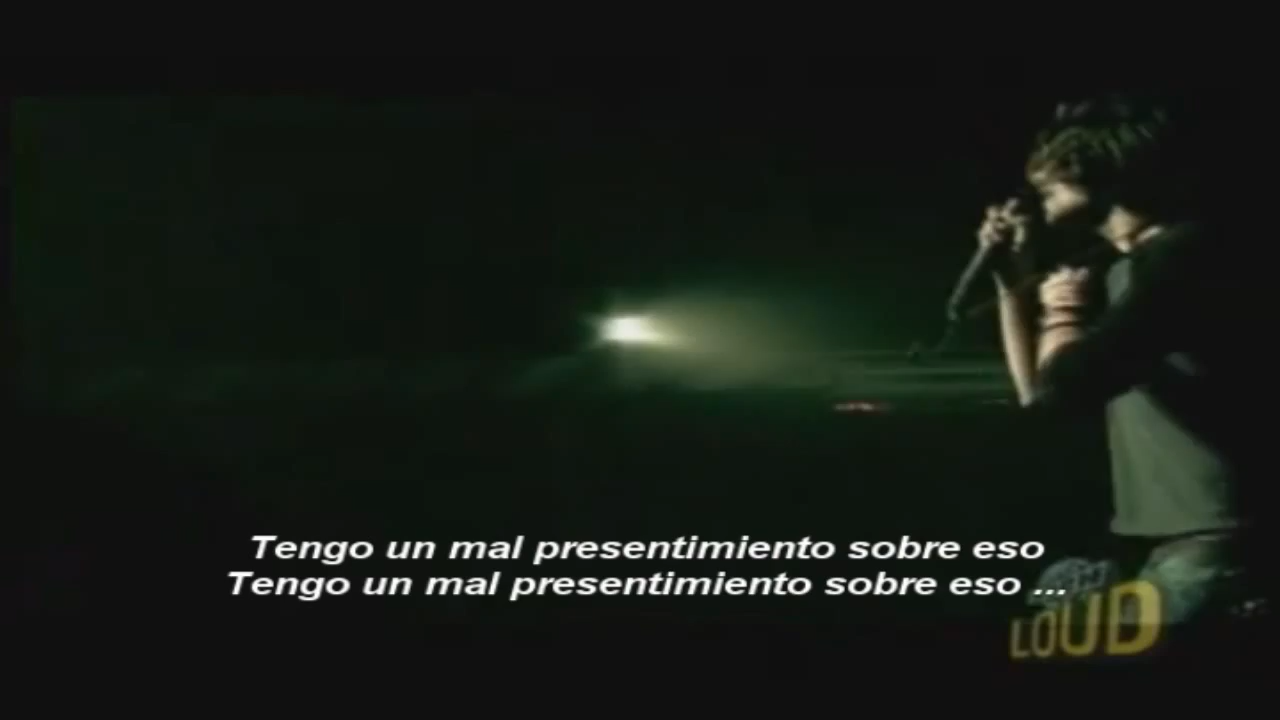 Tengo un mal presentimiento sobre eso
Tengo un mal presentimiento sobre eso ...
LOUD